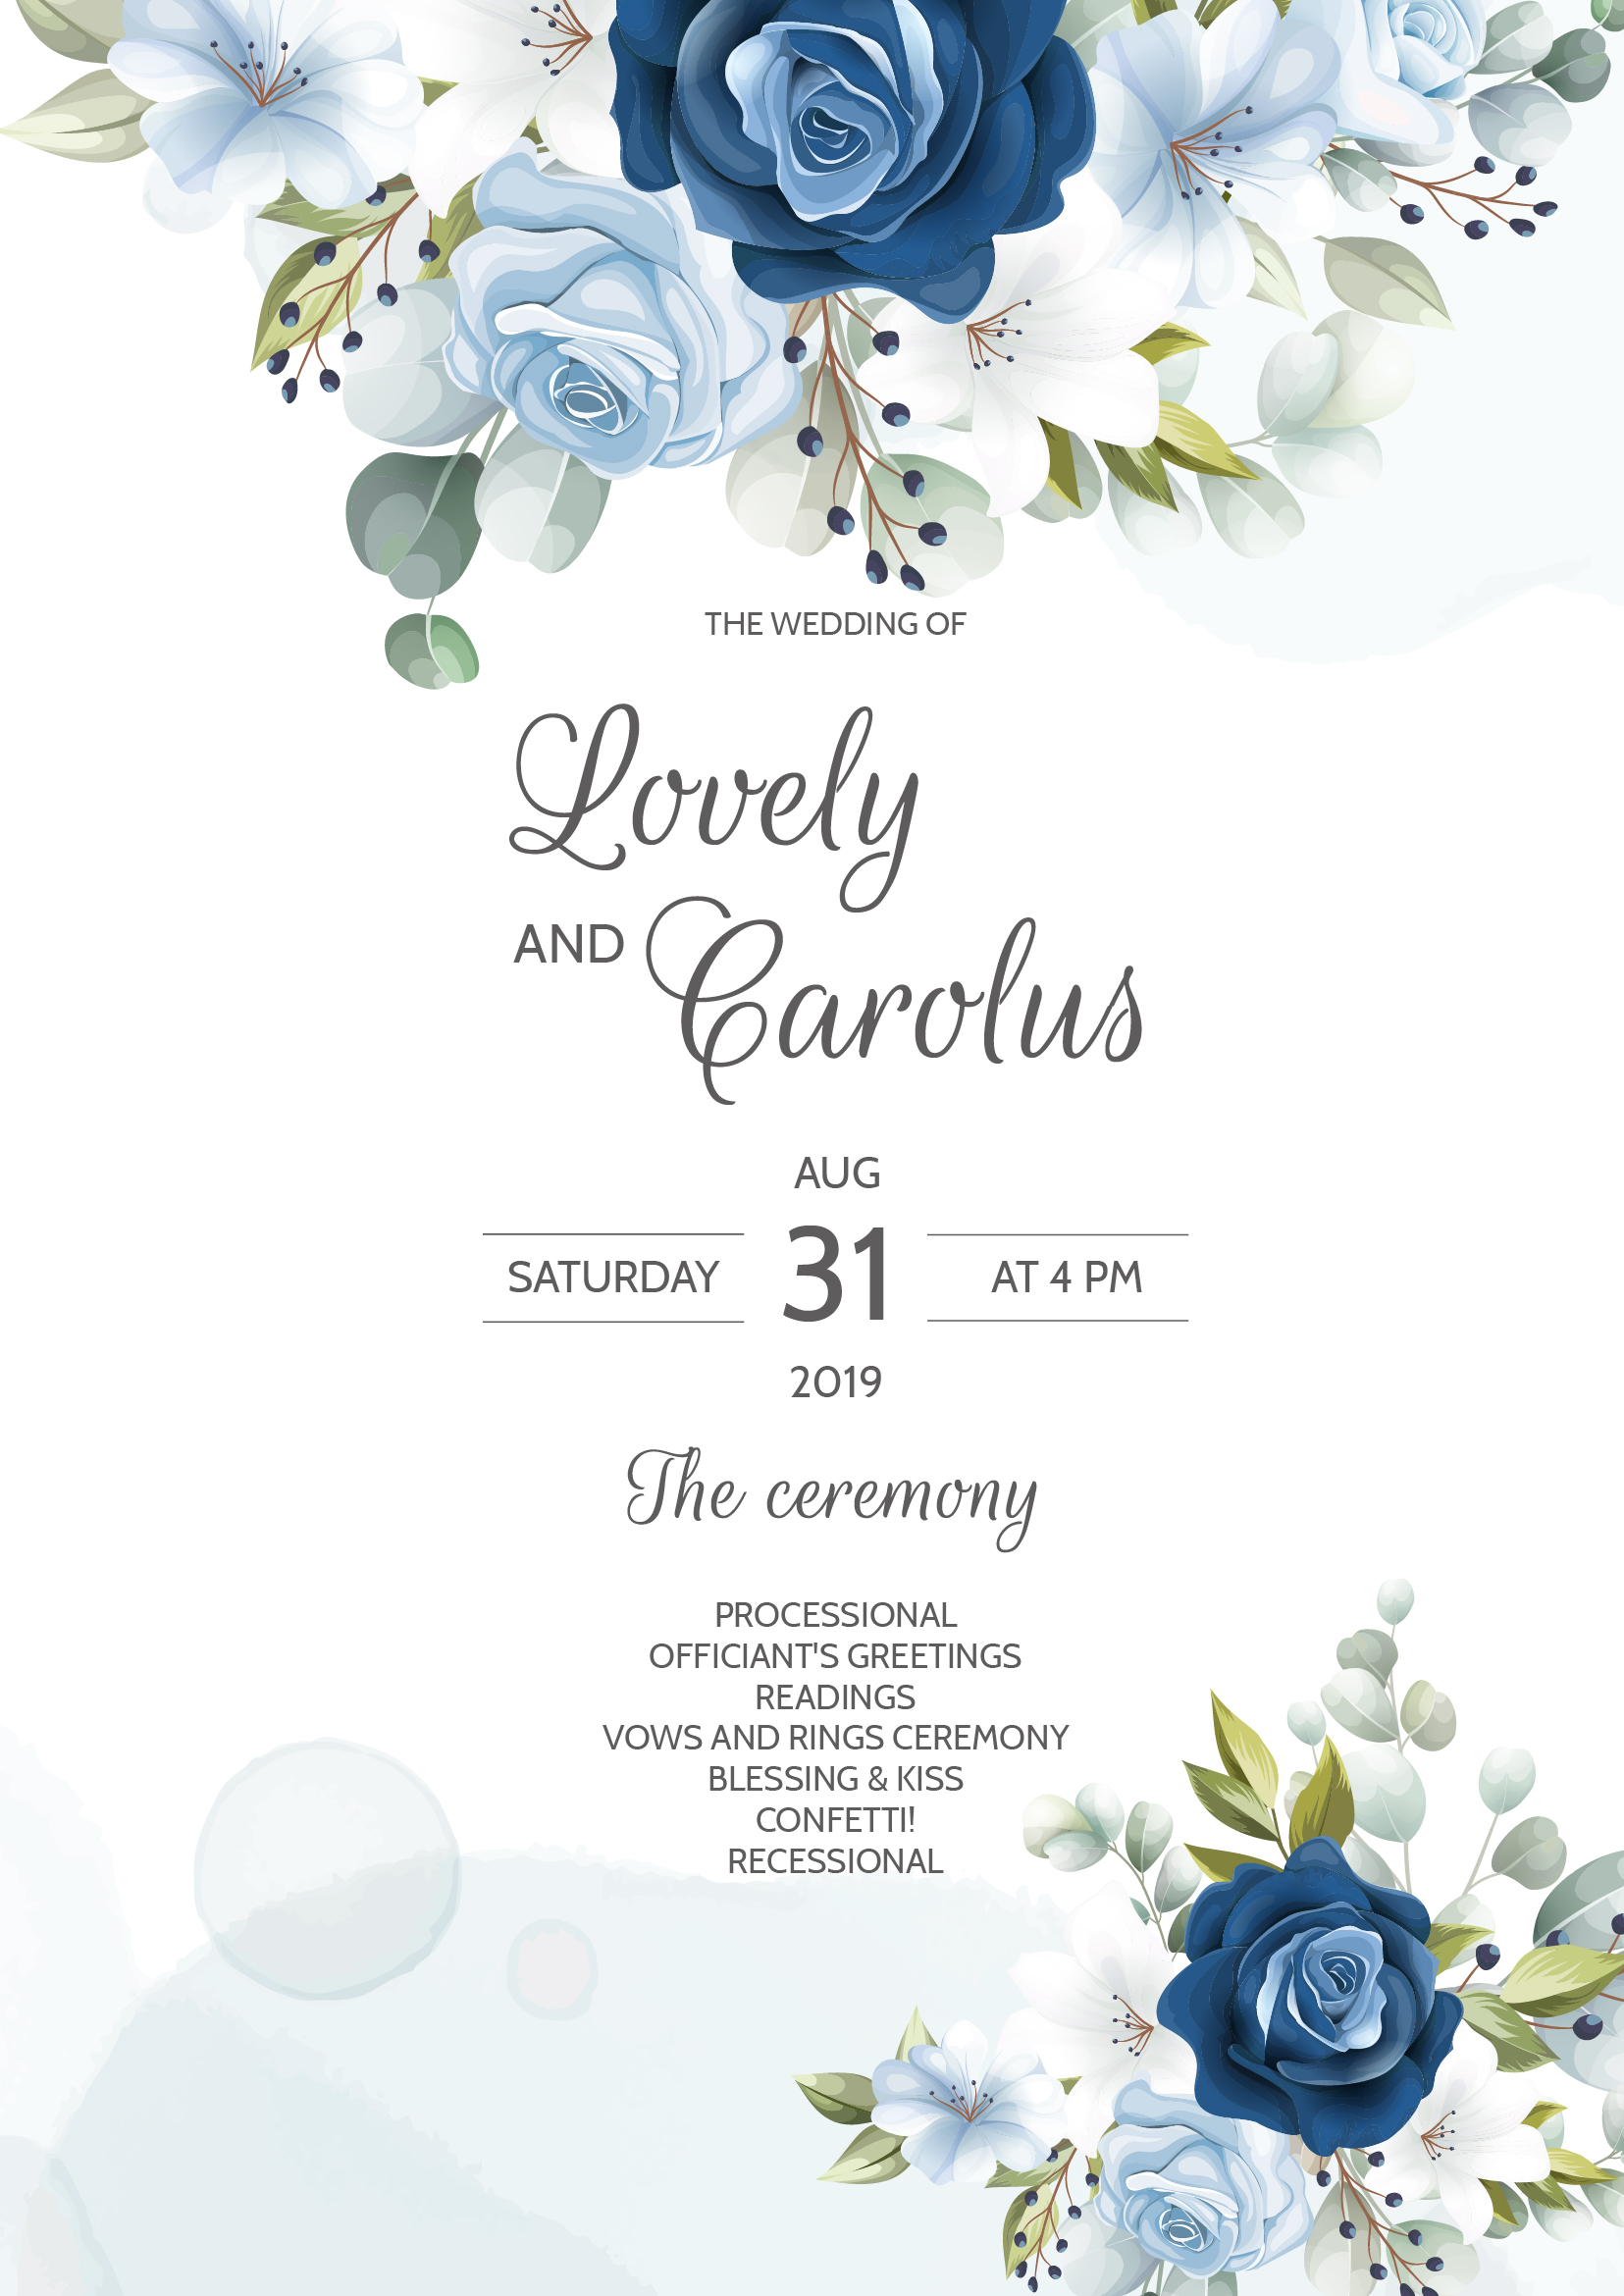 THE WEDDING OF
Lovely
AND Carolus
AUG
SATURDAY 31 AT 4 PM
2019
The ceremony
PROCESSIONAL
OFFICIANT'S GREETINGS
READINGS
VOWS AND RINGS CEREMONY
BLESSING & KISS
CONFETTI!
RECESSIONAL